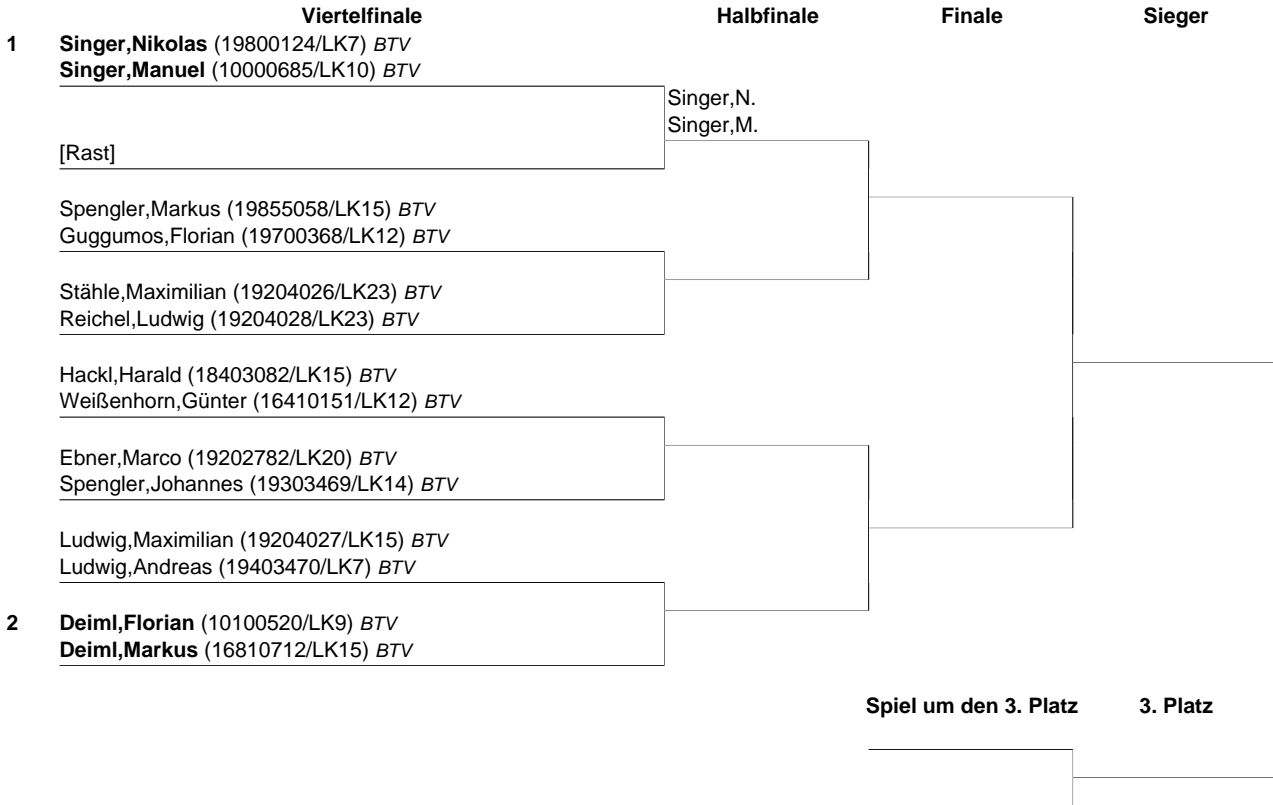 Viertelfinale Halbfinale Finale Sieger
1 Singer,Nikolas (19800124/LK7) BTV
Singer,Manuel (10000685/LK10) BTV
Singer,N.
Singer,M.
[Rast]
Spengler,Markus (19855058/LK15) BTV
Guggumos,Florian (19700368/LK12) BTV
Stähle,Maximilian (19204026/LK23) BTV
Reichel,Ludwig (19204028/LK23) BTV
Hackl,Harald (18403082/LK15) BTV
Weißenhorn,Günter (16410151/LK12) BTV
Ebner,Marco (19202782/LK20) BTV
Spengler,Johannes (19303469/LK14) BTV
Ludwig,Maximilian (19204027/LK15) BTV
Ludwig,Andreas (19403470/LK7) BTV
2 Deiml,Florian (10100520/LK9) BTV
Deiml,Markus (16810712/LK15) BTV
Spiel um den 3. Platz 3. Platz